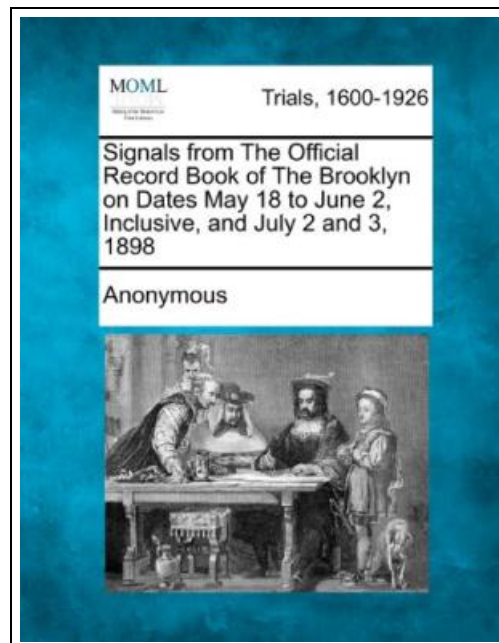 MOML
Trials, 1600-1926
Signals from The Official
Record Book of The Brooklyn
on Dates May 18 to June 2,
Inclusive, and July 2 and 3,
1898
Anonymous